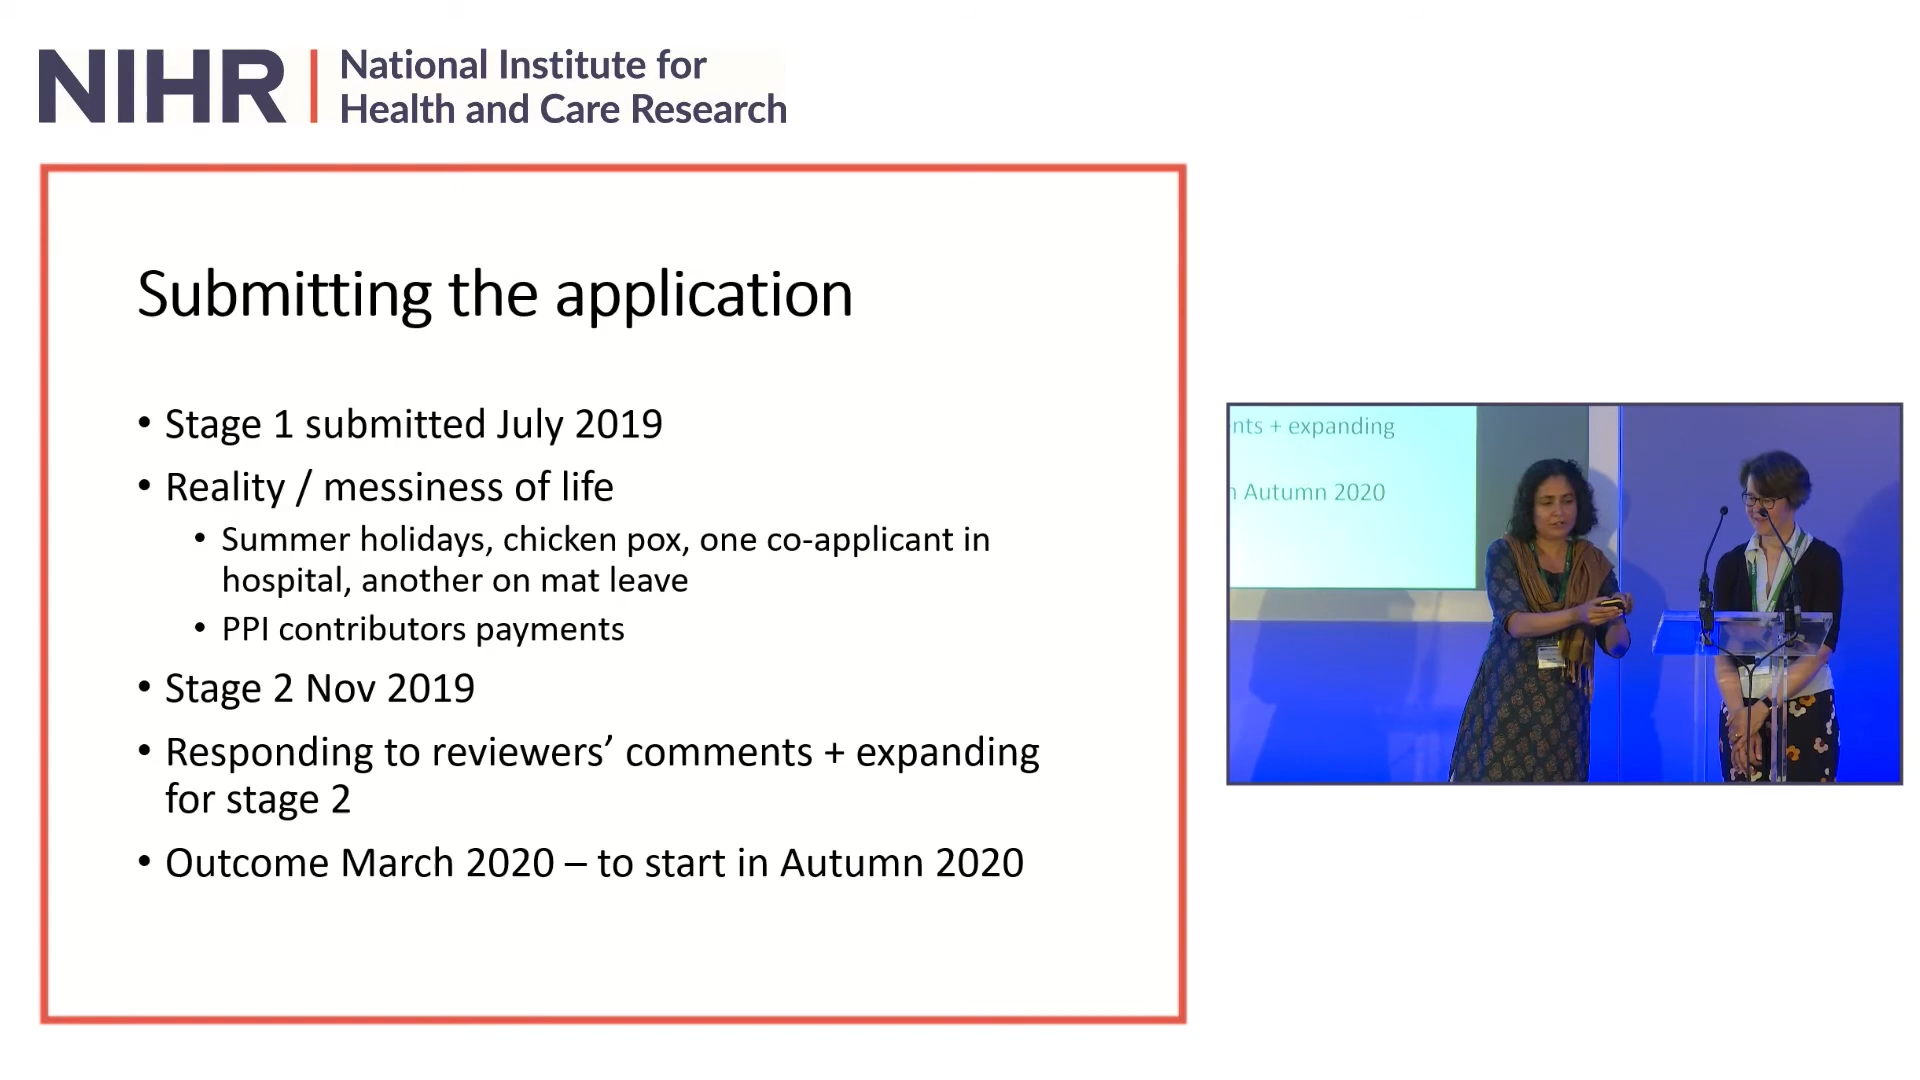 NIHR
National Institute for
Health and Care Research
Submitting the application
• Stage 1 submitted July 2019
• Reality / messiness of life
• Summer holidays, chicken pox, one co-applicant in
hospital, another on mat leave
• PPI contributors payments
• Stage 2 Nov 2019
• Responding to reviewers’ comments + expanding
for stage 2
• Outcome March 2020 – to start in Autumn 2020
nts + expanding
n Autumn 2020